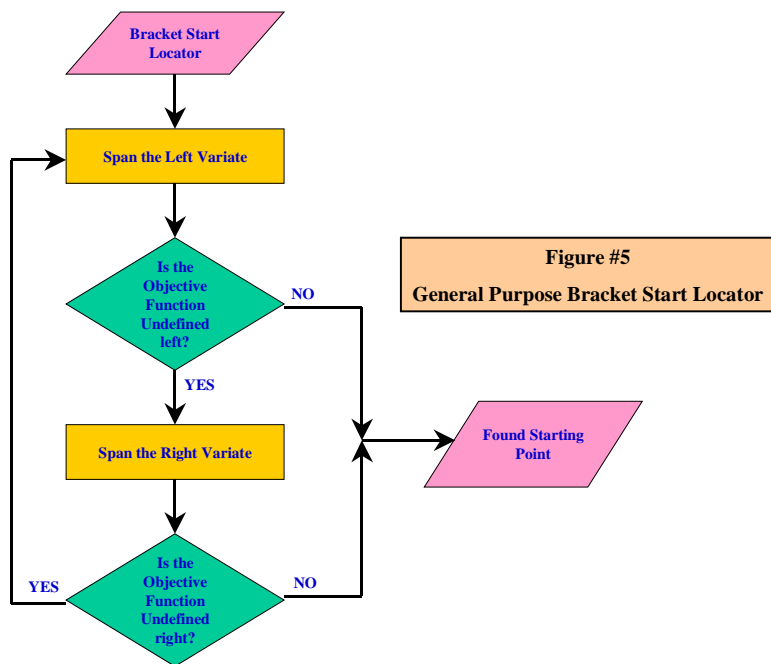 Bracket Start
Locator
Span the Left Variate
Is the
Objective
Function
Undefined
left?
NO
YES
Figure #5
General Purpose Bracket Start Locator
Span the Right Variate
Found Starting
Point
Is the
Objective
Function
Undefined
right?
YES
NO